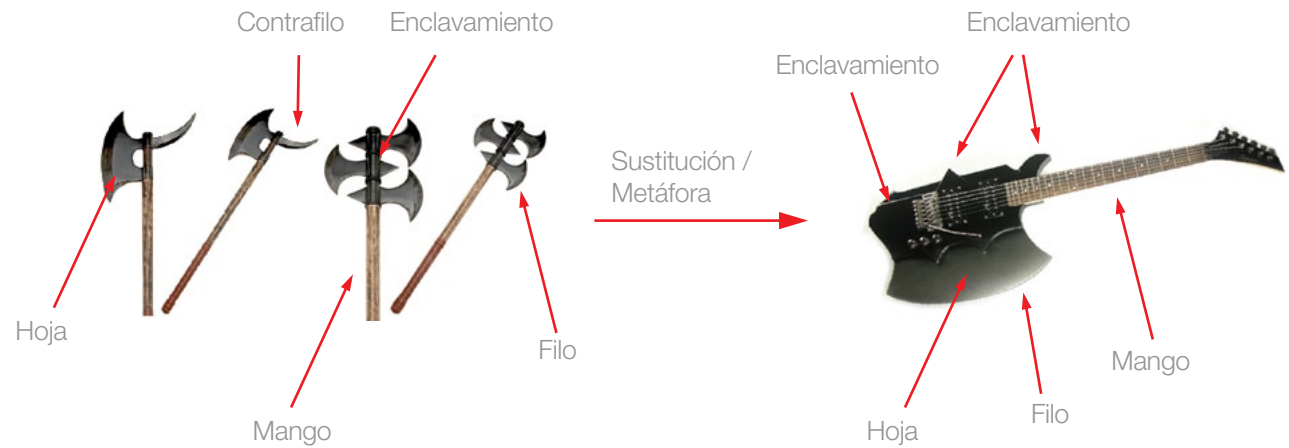 Contrafilo
Enclavamiento
Enclavamiento
Enclavamiento
Sustitución /
Metáfora
Hoja
Filo
Mango
Mango
Filo
Hoja